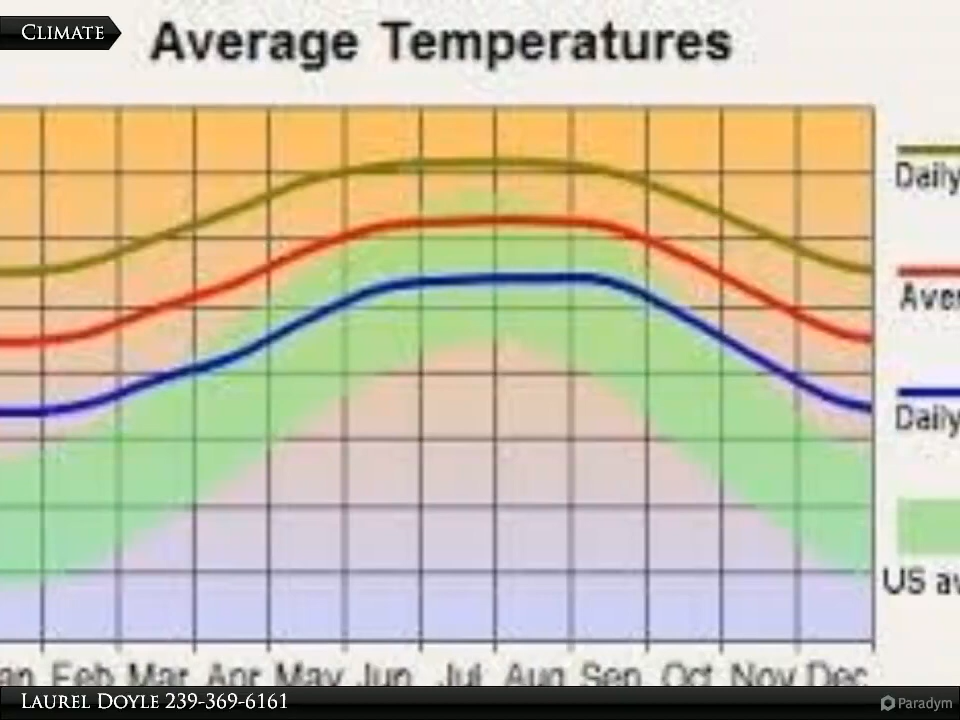 CLIMATE
Average Temperatures
Daily
Aver
Daily
US av
an Feb Mar Apr May Jun Jul Aug Sep Oct Nov Dec
LAUREL DOYLE 239-369-6161
Paradym